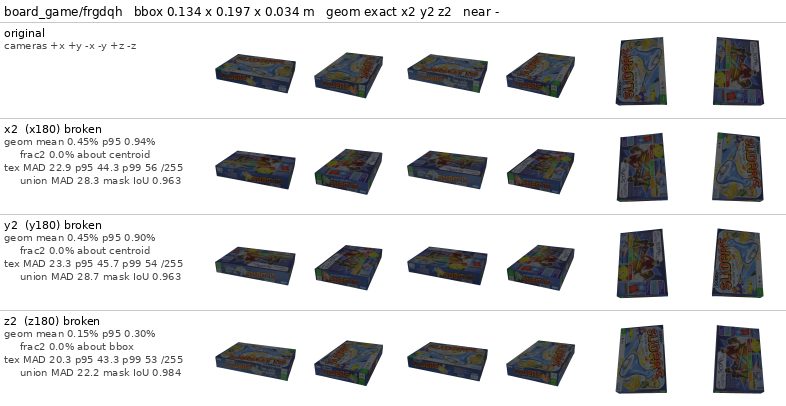 board_game/frgdqh   bbox 0.134 x 0.197 x 0.034 m   geom exact x2 y2 z2   near -
original
cameras +x +y -x -y +z -z
x2  (x180) broken
geom mean 0.45% p95 0.94%
frac2 0.0% about centroid
tex MAD 22.9 p95 44.3 p99 56 /255
union MAD 28.3 mask IoU 0.963
y2  (y180) broken
geom mean 0.45% p95 0.90%
frac2 0.0% about centroid
tex MAD 23.3 p95 45.7 p99 54 /255
union MAD 28.7 mask IoU 0.963
z2  (z180) broken
geom mean 0.15% p95 0.30%
frac2 0.0% about bbox
tex MAD 20.3 p95 43.3 p99 53 /255
union MAD 22.2 mask IoU 0.984